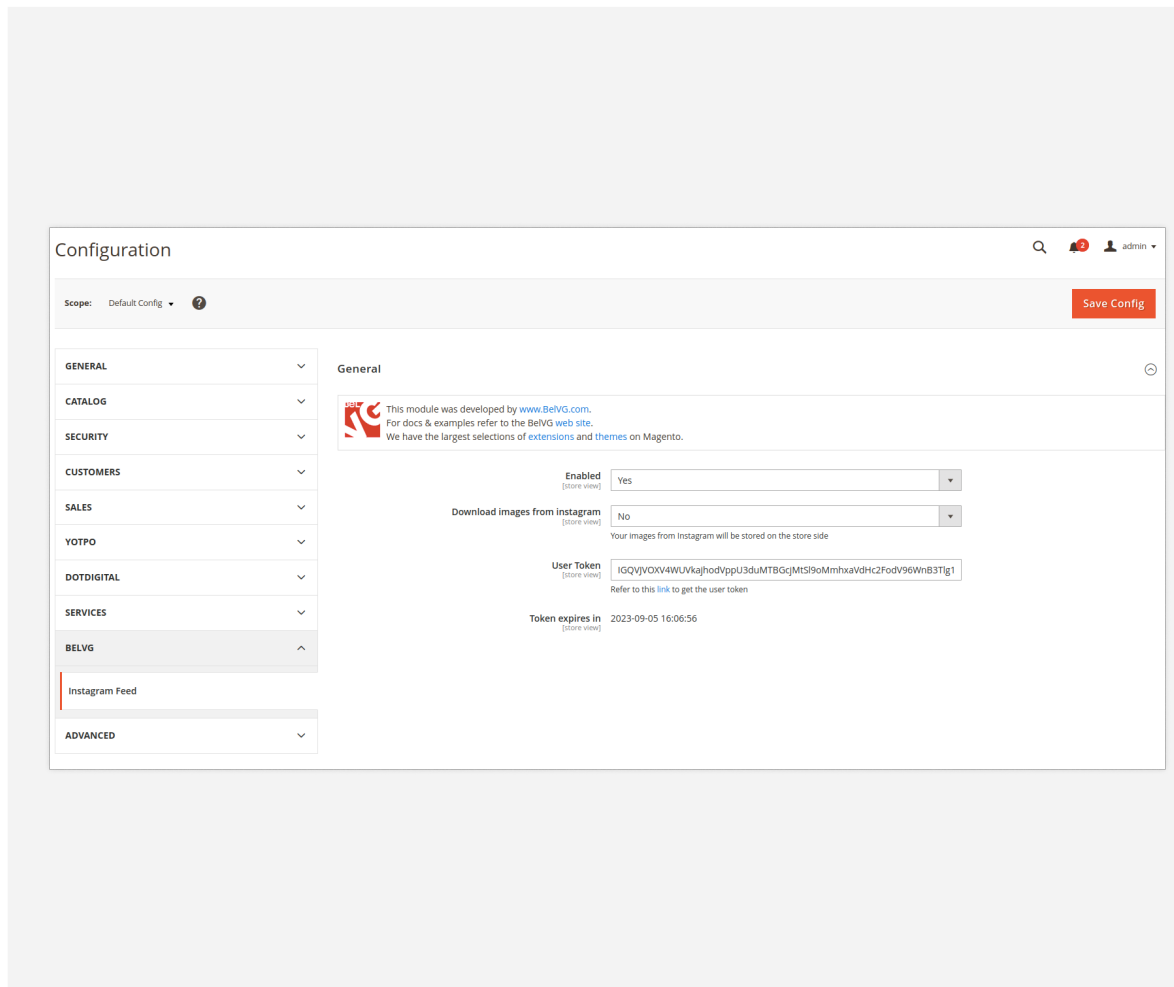 Configuration
2
admin
Scope: Default Config ?
Save Config
GENERAL
CATALOG
SECURITY
CUSTOMERS
SALES
YOTPO
DOTDIGITAL
SERVICES
BELVG
Instagram Feed
ADVANCED
General
This module was developed by www.BelVG.com.
For docs & examples refer to the BelVG web site.
We have the largest selections of extensions and themes on Magento.
Enabled
[store view]
Yes
Download images from instagram
[store view]
No
Your images from Instagram will be stored on the store side
User Token
[store view]
IGQVJVOXV4WUVkajhodVppU3duMTBGcjMtSl9oMmhxaVdHc2FodV96WnB3Tlg1
Refer to this link to get the user token
Token expires in
[store view]
2023-09-05 16:06:56